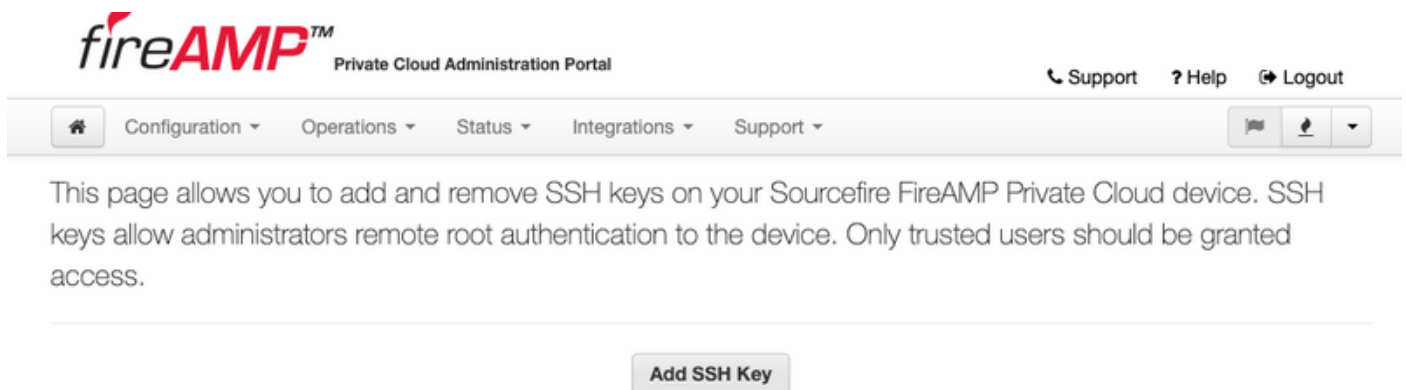 fireAMP™
Private Cloud Administration Portal
Support ? Help Logout
Configuration Operations Status Integrations Support
This page allows you to add and remove SSH keys on your Sourcefire FireAMP Private Cloud device. SSH
keys allow administrators remote root authentication to the device. Only trusted users should be granted
access.
Add SSH Key